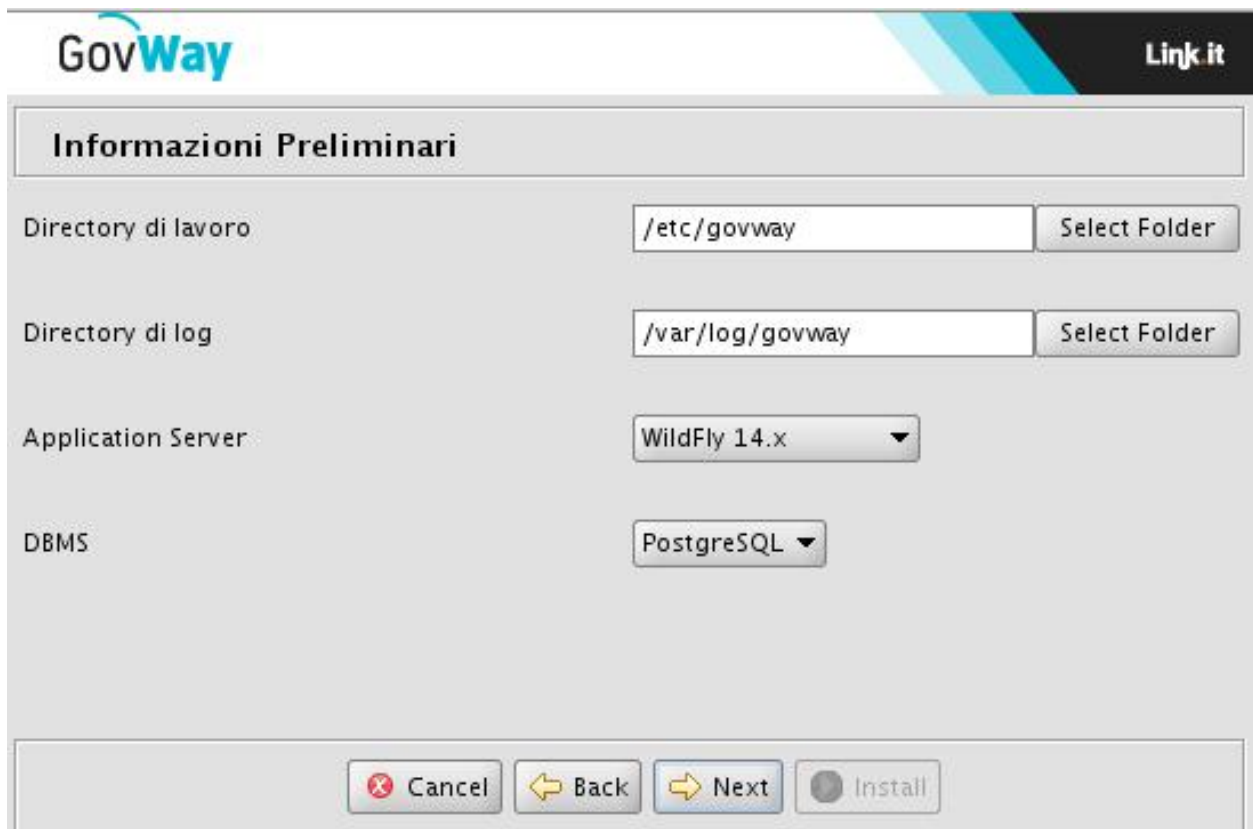 GovWay
Link.it
Informazioni Preliminari
Directory di lavoro /etc/govway Select Folder
Directory di log /var/log/govway Select Folder
Application Server WildFly 14.x
DBMS PostgreSQL
Cancel Back Next Install